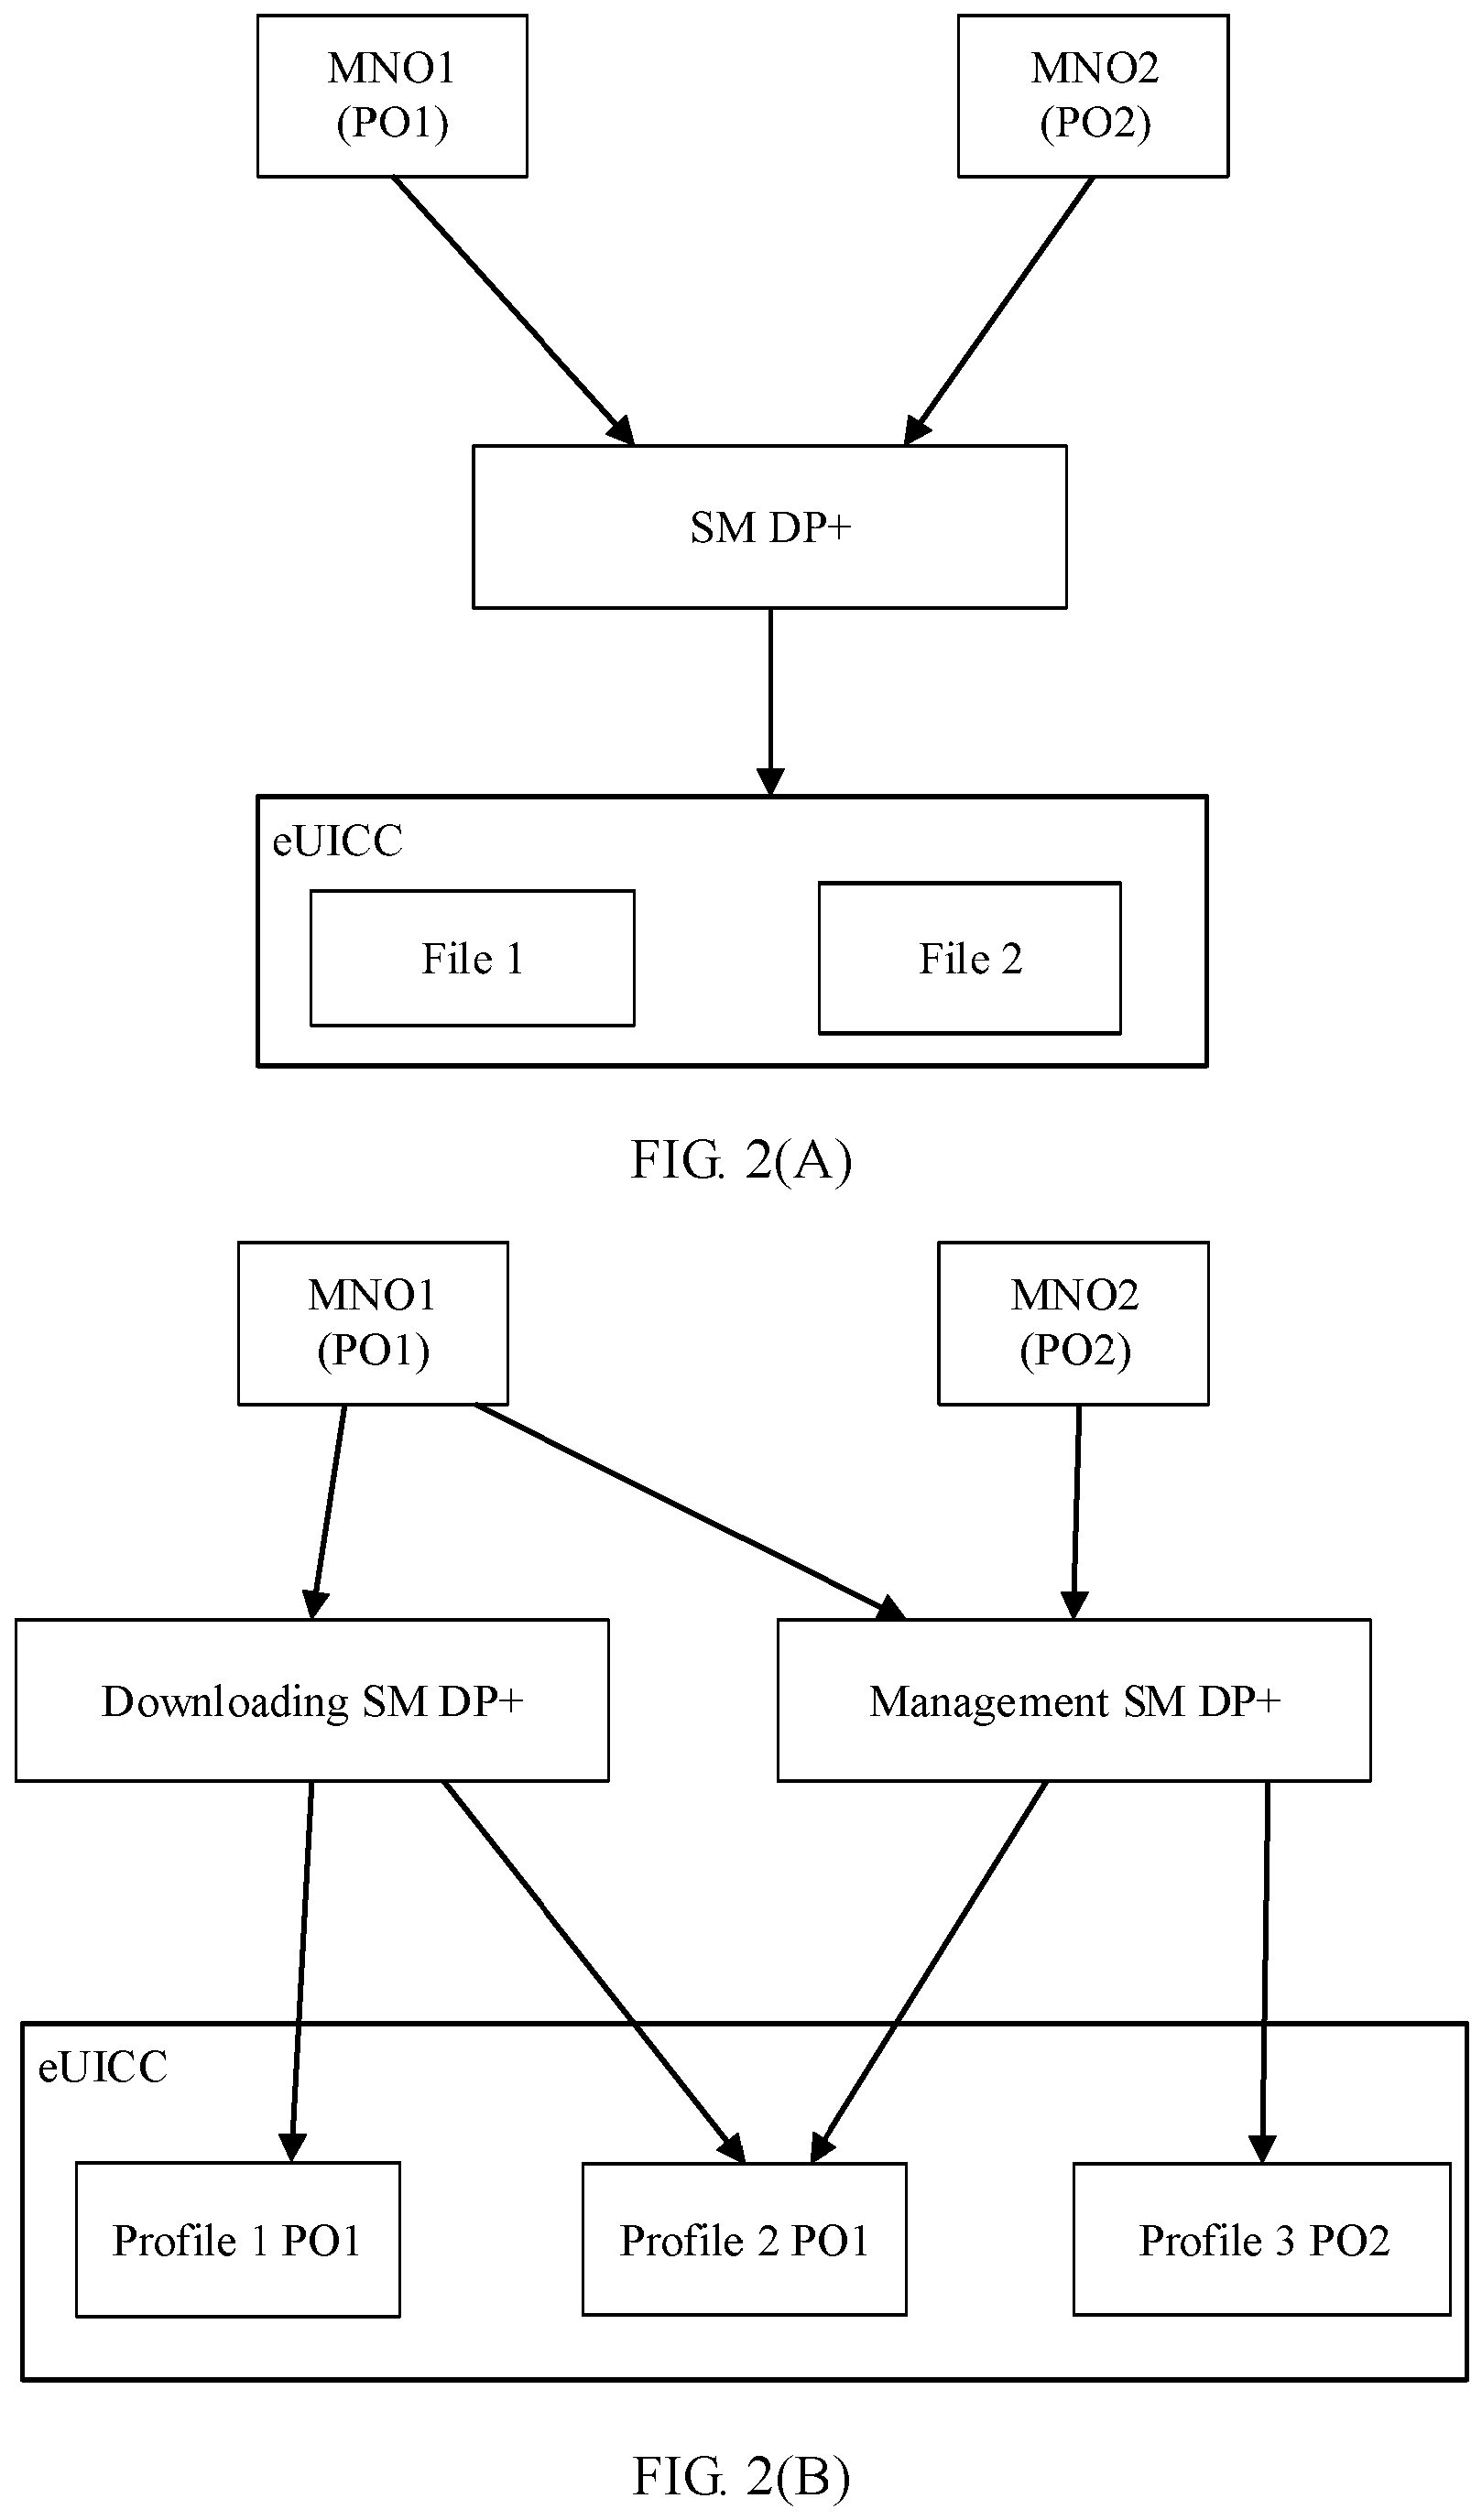 MNO1
(PO1)
MNO2
(PO2)
SM DP+
eUICC
File 1
File 2
FIG. 2(A)
MNO1
(PO1)
MNO2
(PO2)
Downloading SM DP+
Management SM DP+
eUICC
Profile 1 PO1
Profile 2 PO1
Profile 3 PO2
FIG. 2(B)